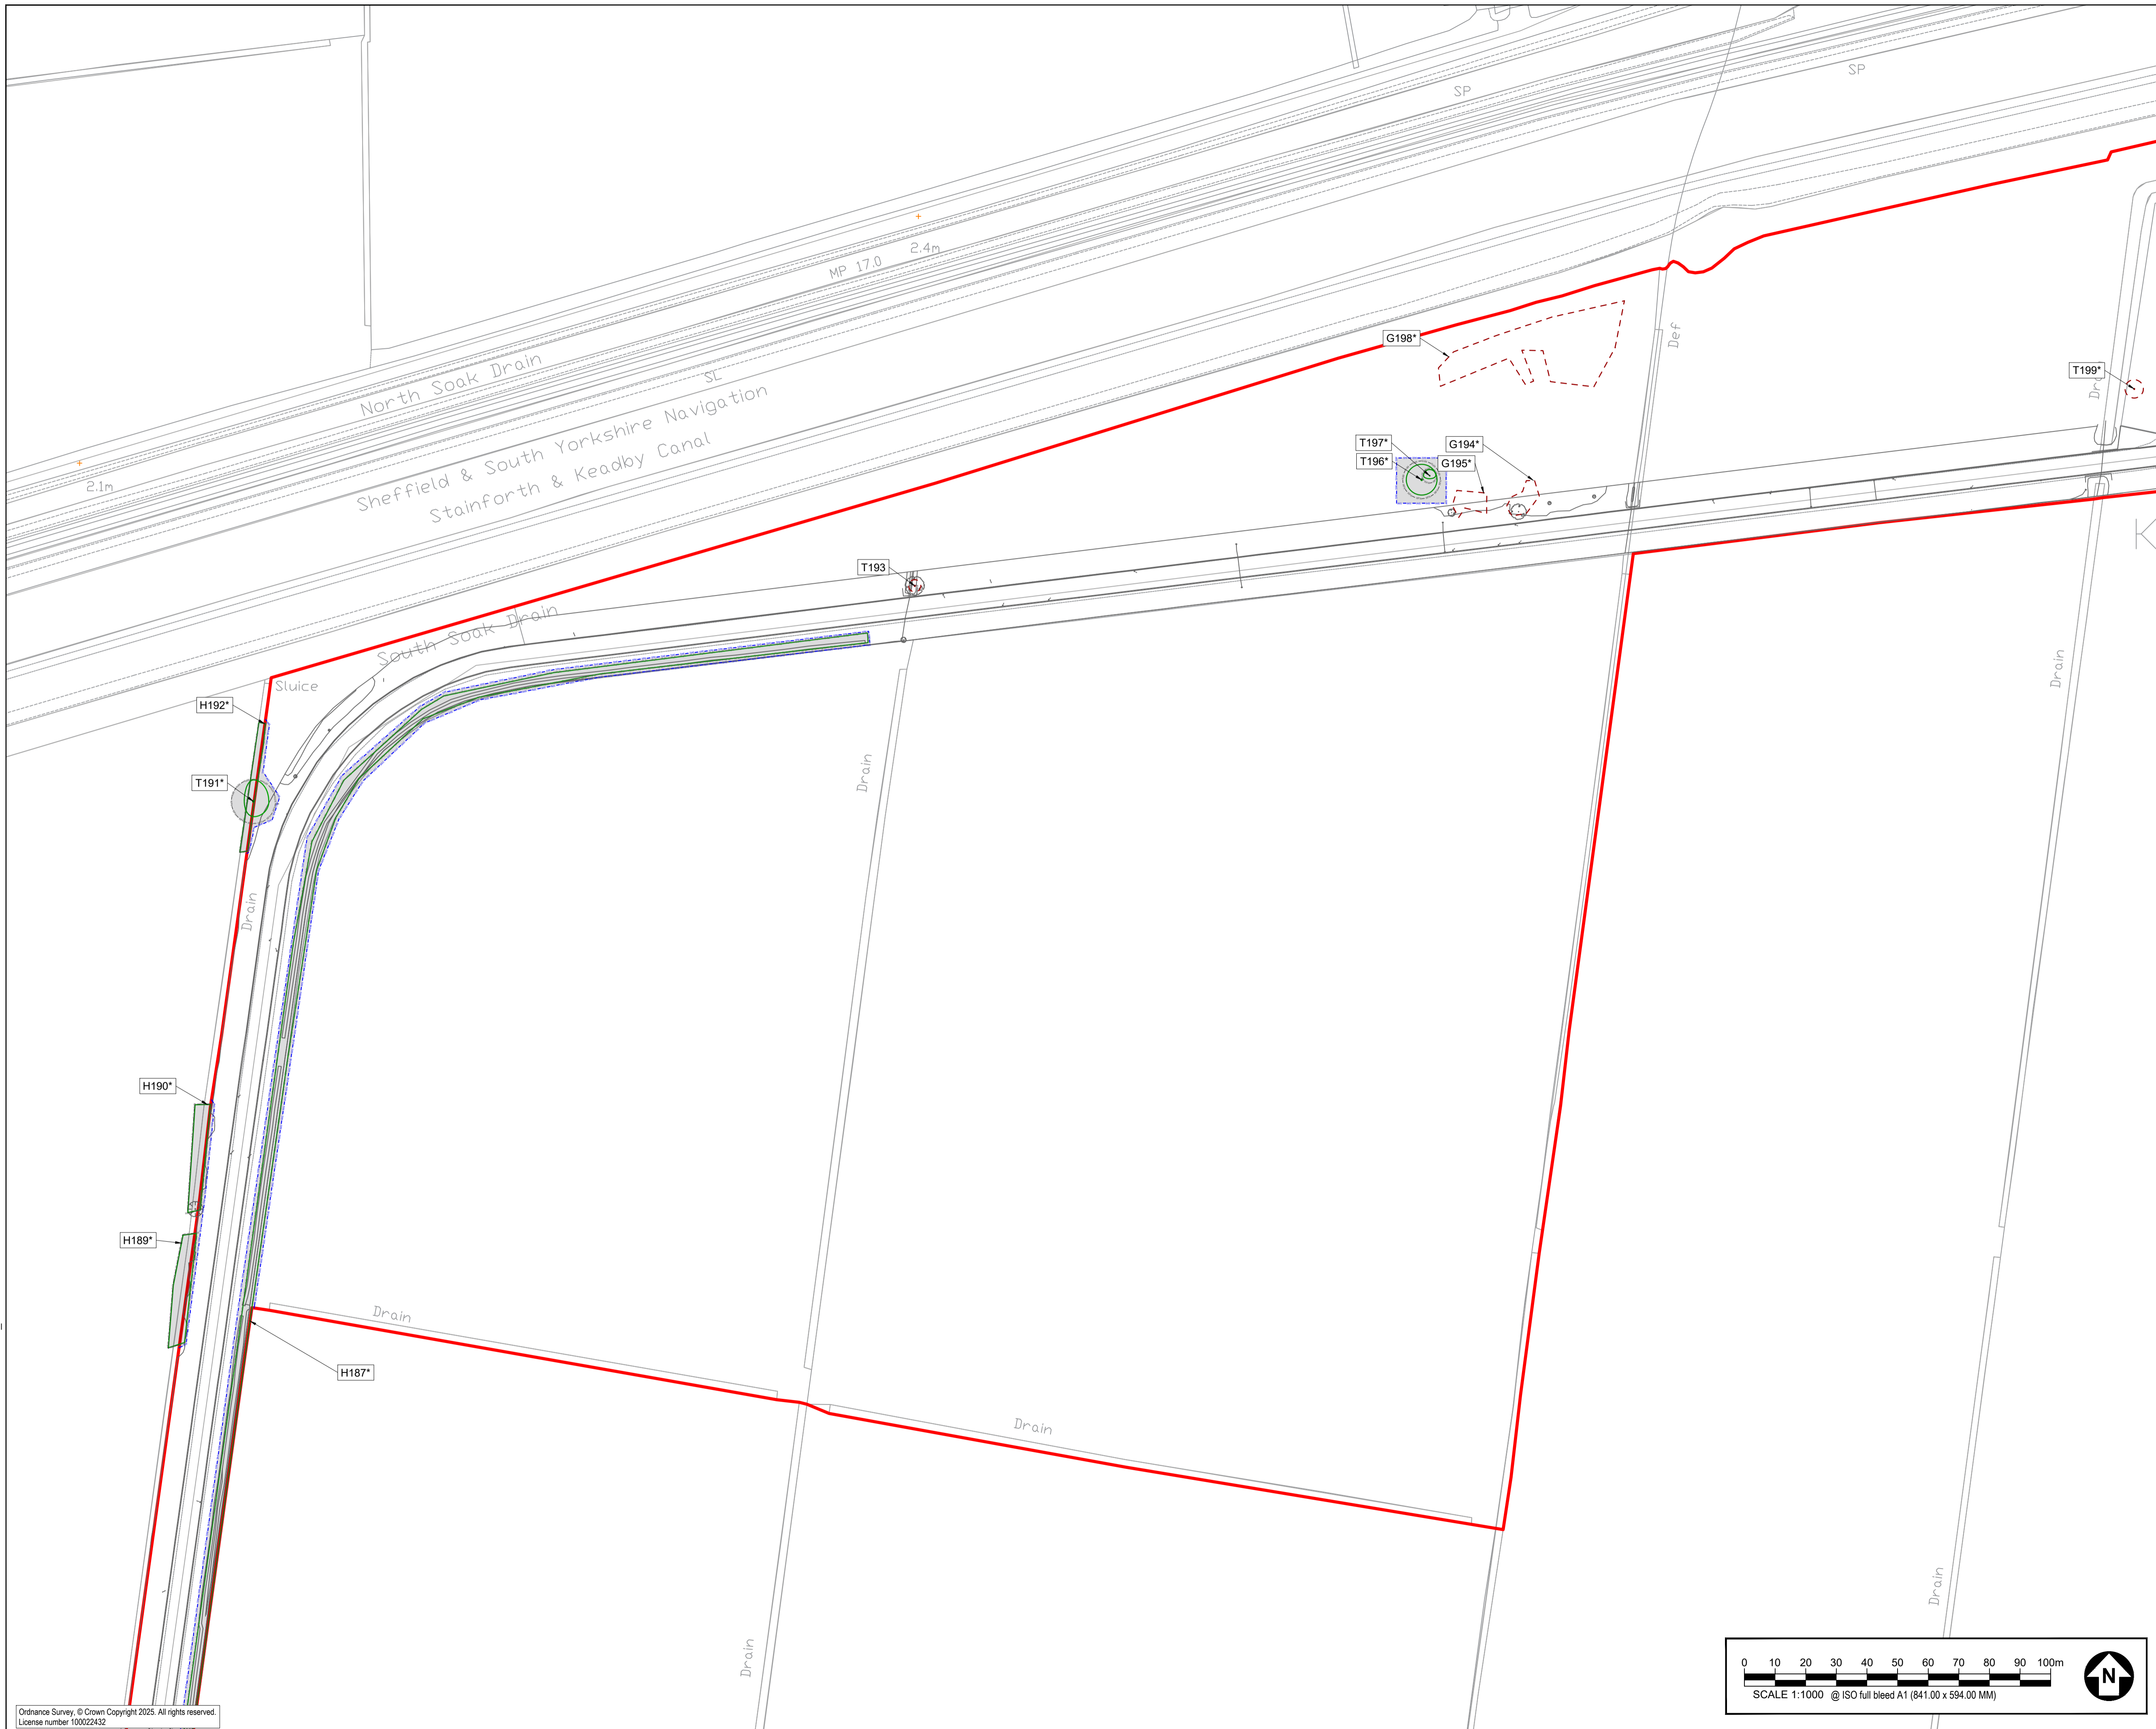 SP
SP
2.4m
MP 17.0
North Soak Drain
SL
Sheffield & South Yorkshire Navigation
Stainforth & Keadby Canal
2.1m
G198*
Def
T199*
T197*
G194*
T196*
G195*
T193
South Soak Drain
Sluice
H192*
T191*
Drain
Drain
Drain
H190*
H189*
Drain
H187*
Drain
Drain
Drain
0 10 20 30 40 50 60 70 80 90 100m
SCALE 1:1000 @ ISO full bleed A1 (841.00 x 594.00 MM)
N
Ordnance Survey, © Crown Copyright 2025. All rights reserved.
License number 100022432